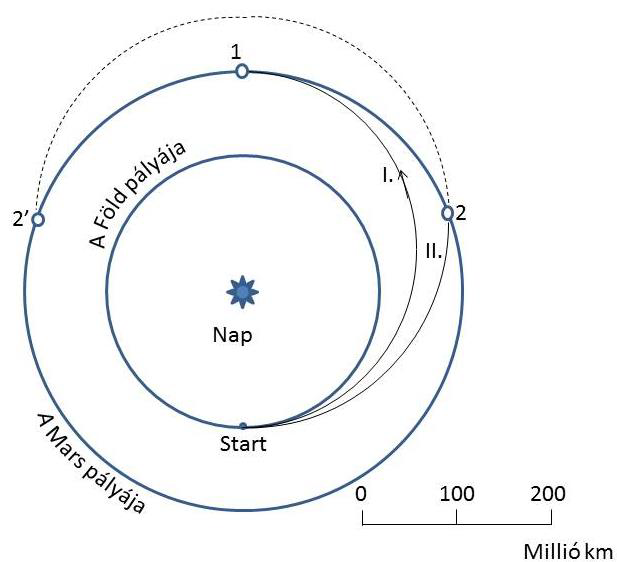 1
A Föld pályája
I.
2'
2
II.
Nap
Start
A Mars pályája
0 100 200
Millió km